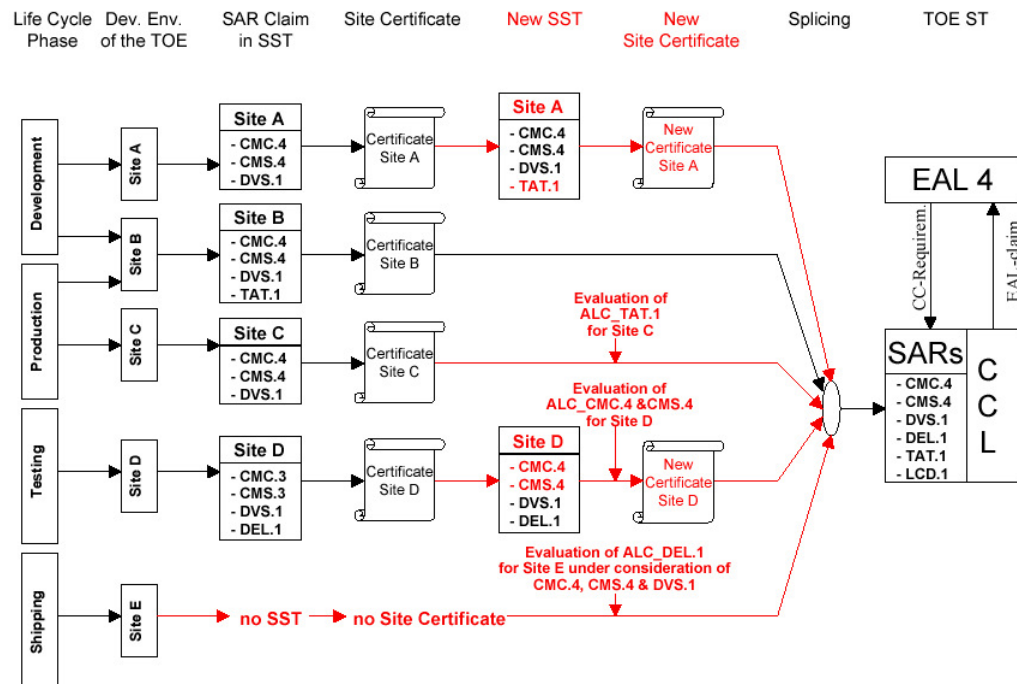 Life Cycle
Phase
Dev. Env.
of the TOE
SAR Claim
in SST
Site Certificate
New SST
New
Site Certificate
Splicing
TOE ST
Development
Production
Testing
Shipping
Site A
Site B
Site C
Site D
Site E
Site A
- CMC.4
- CMS.4
- DVS.1
Certificate
Site A
Site A
- CMC.4
- CMS.4
- DVS.1
- TAT.1
New
Certificate
Site A
Site B
- CMC.4
- CMS.4
- DVS.1
- TAT.1
Certificate
Site B
Site C
- CMC.4
- CMS.4
- DVS.1
Certificate
Site C
Evaluation of
ALC_TAT.1
for Site C
Site D
- CMC.3
- CMS.3
- DVS.1
- DEL.1
Certificate
Site D
Site D
- CMC.4
- CMS.4
- DVS.1
- DEL.1
Evaluation of
ALC_CMC.4 &CMS.4
for Site D
New
Certificate
Site D
no SST
no Site Certificate
Evaluation of ALC_DEL.1
for Site E under consideration of
CMC.4, CMS.4 & DVS.1
EAL 4
CC-Requirem.
EAL-claim
SARs
- CMC.4
- CMS.4
- DVS.1
- DEL.1
- TAT.1
- LCD.1
C
C
L